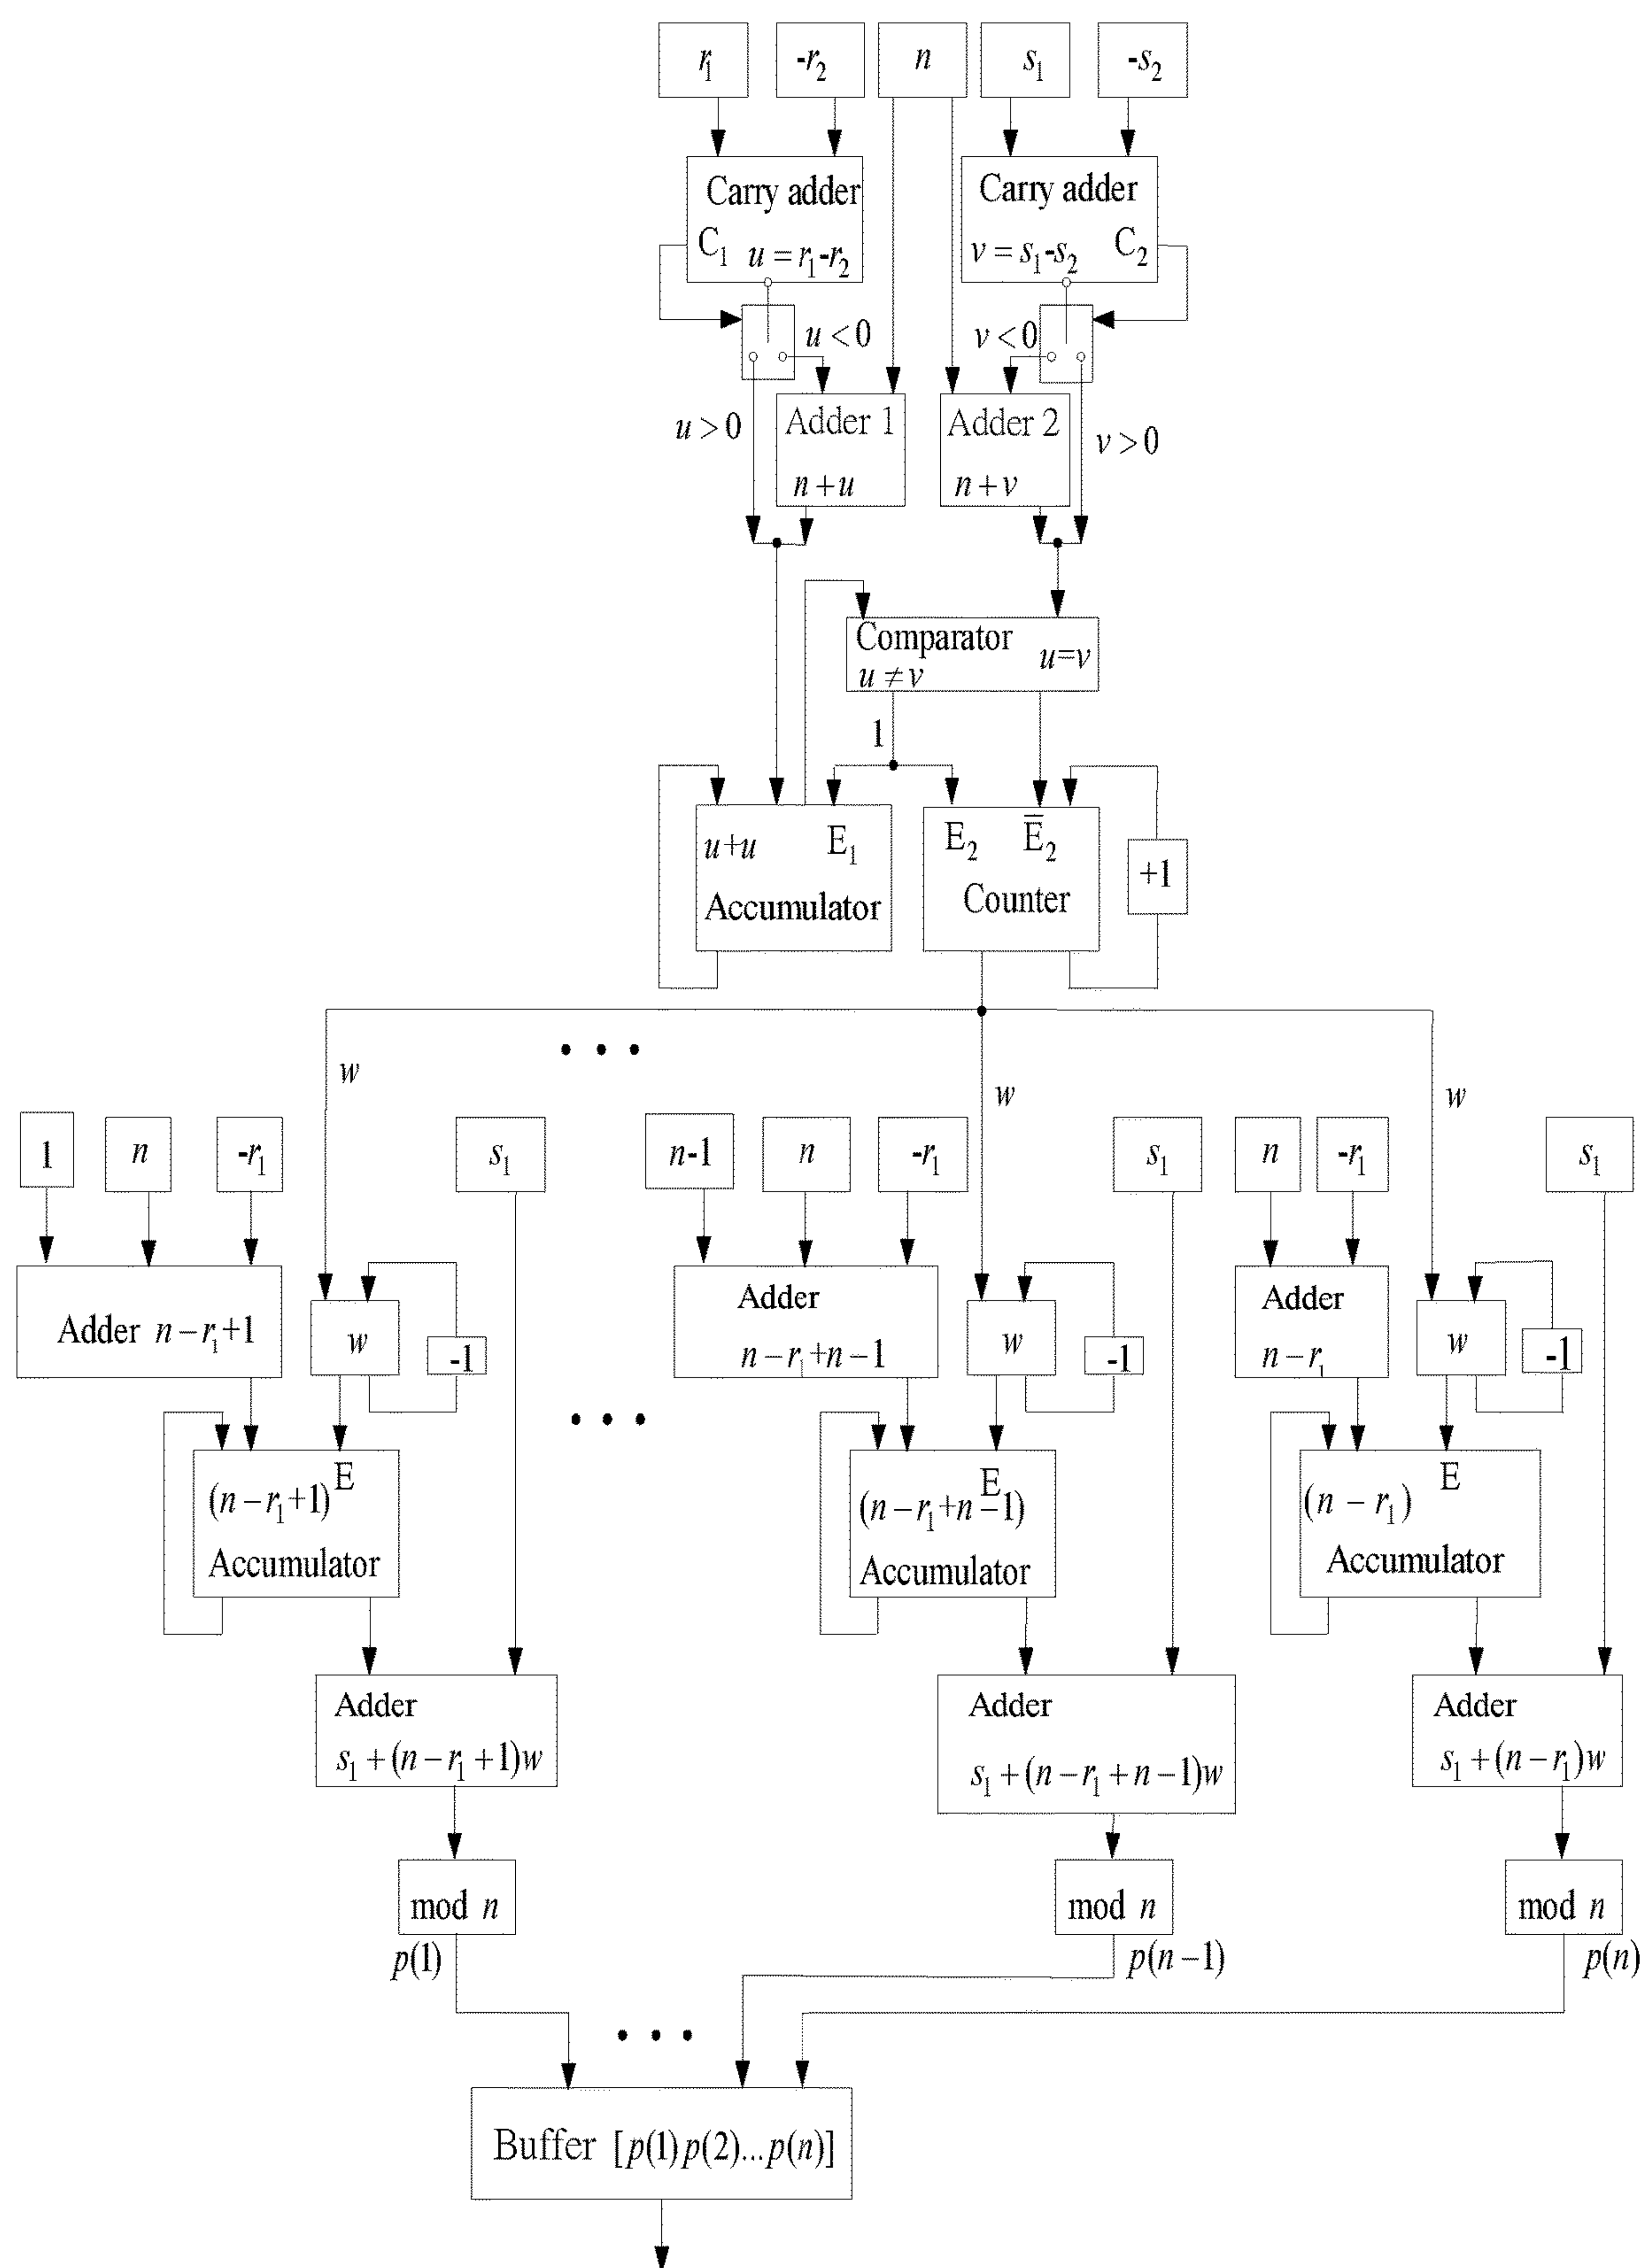 r₁ -r₂ n s₁ -s₂
Carry adder Carry adder
C₁ u = r₁-r₂ v = s₁-s₂ C₂
u < 0 v < 0
u > 0 Adder 1 Adder 2 v > 0
n + u n + v
Comparator u=v
u ≠ v
1
u+u E₁ E₂ E̅₂ +1
Accumulator Counter
• • •
w w w
1 n -r₁ s₁ n-1 n -r₁ s₁ n -r₁ s₁
Adder Adder
Adder n − r₁+1 w -1 n − r₁+n −1 w -1 n − r₁ w -1
• • •
E E E
(n − r₁+1) (n − r₁+n −1) (n − r₁)
Accumulator Accumulator Accumulator
Adder Adder Adder
s₁ + (n − r₁ + 1)w s₁ + (n − r₁ + n −1)w s₁ + (n − r₁)w
mod n mod n mod n
p(1) p(n −1) p(n)
• • •
Buffer [p(1) p(2)...p(n)]